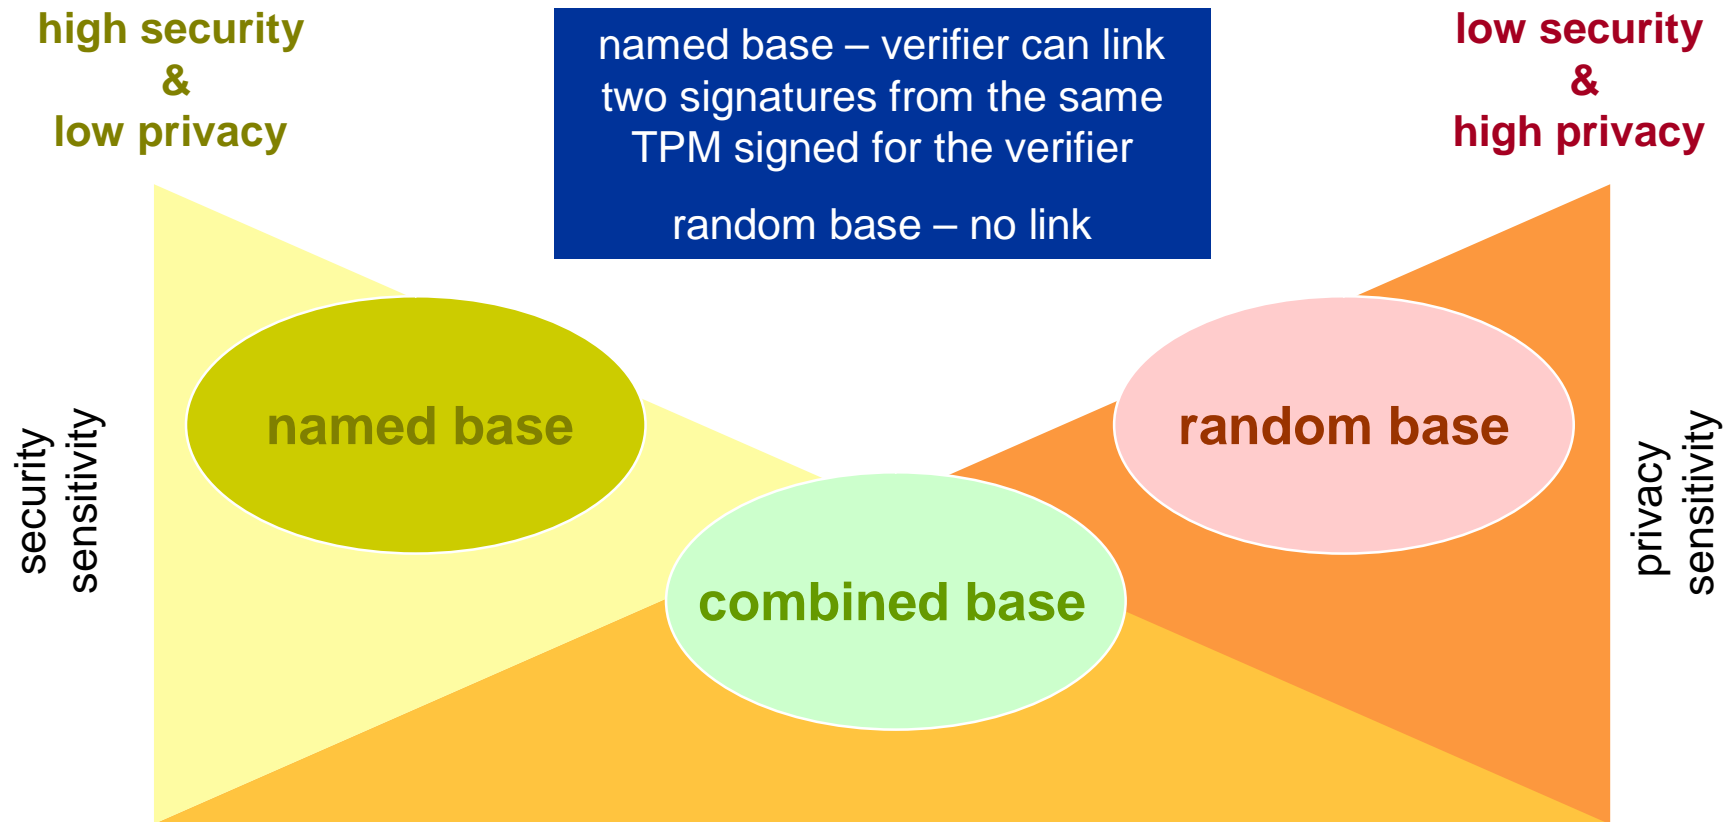 high security
&
low privacy
named base – verifier can link
two signatures from the same
TPM signed for the verifier
random base – no link
low security
&
high privacy
security
sensitivity
named base
combined base
random base
privacy
sensitivity